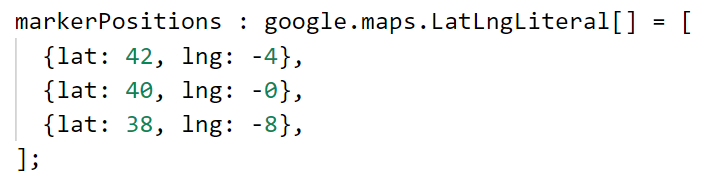 markerPositions : google.maps.LatLngLiteral[] = [
  {lat: 42, lng: -4},
  {lat: 40, lng: -0},
  {lat: 38, lng: -8},
];